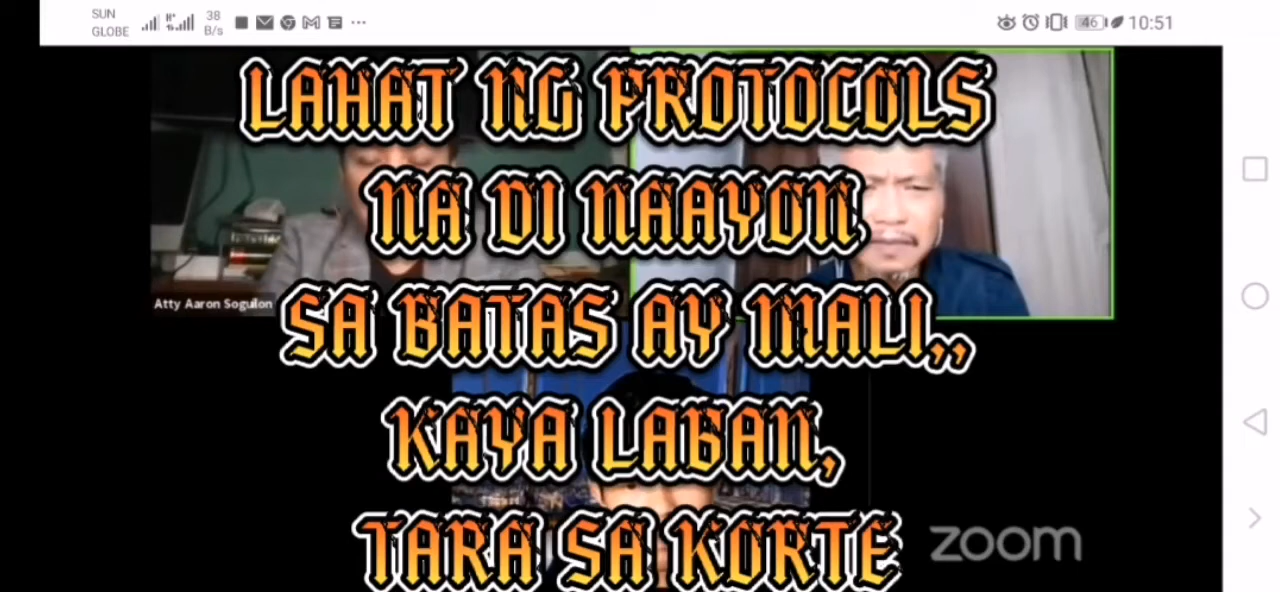 SUN
GLOBE
38
B/s
46
10:51
LAHAT NG PROTOCOLS
NA DI NAAYON
SA BATAS AY MALI,,
KAYA LABAN,
TARA SA KORTE
Atty Aaron Soguilon
zoom